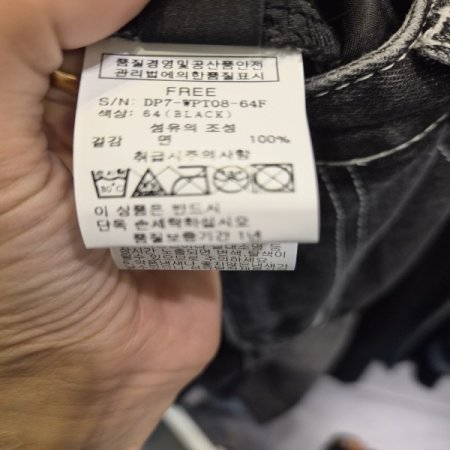 품질경영및공산품안전
관리법에의한품질표시
FREE
S/N: DP7-WPT08-64F
색상: 64(BLACK)
섬유의 조성
겉감 면 100%
취급시주의사항
이 상품은 반드시
단독 손세탁하십시오
품질보증기간 1년